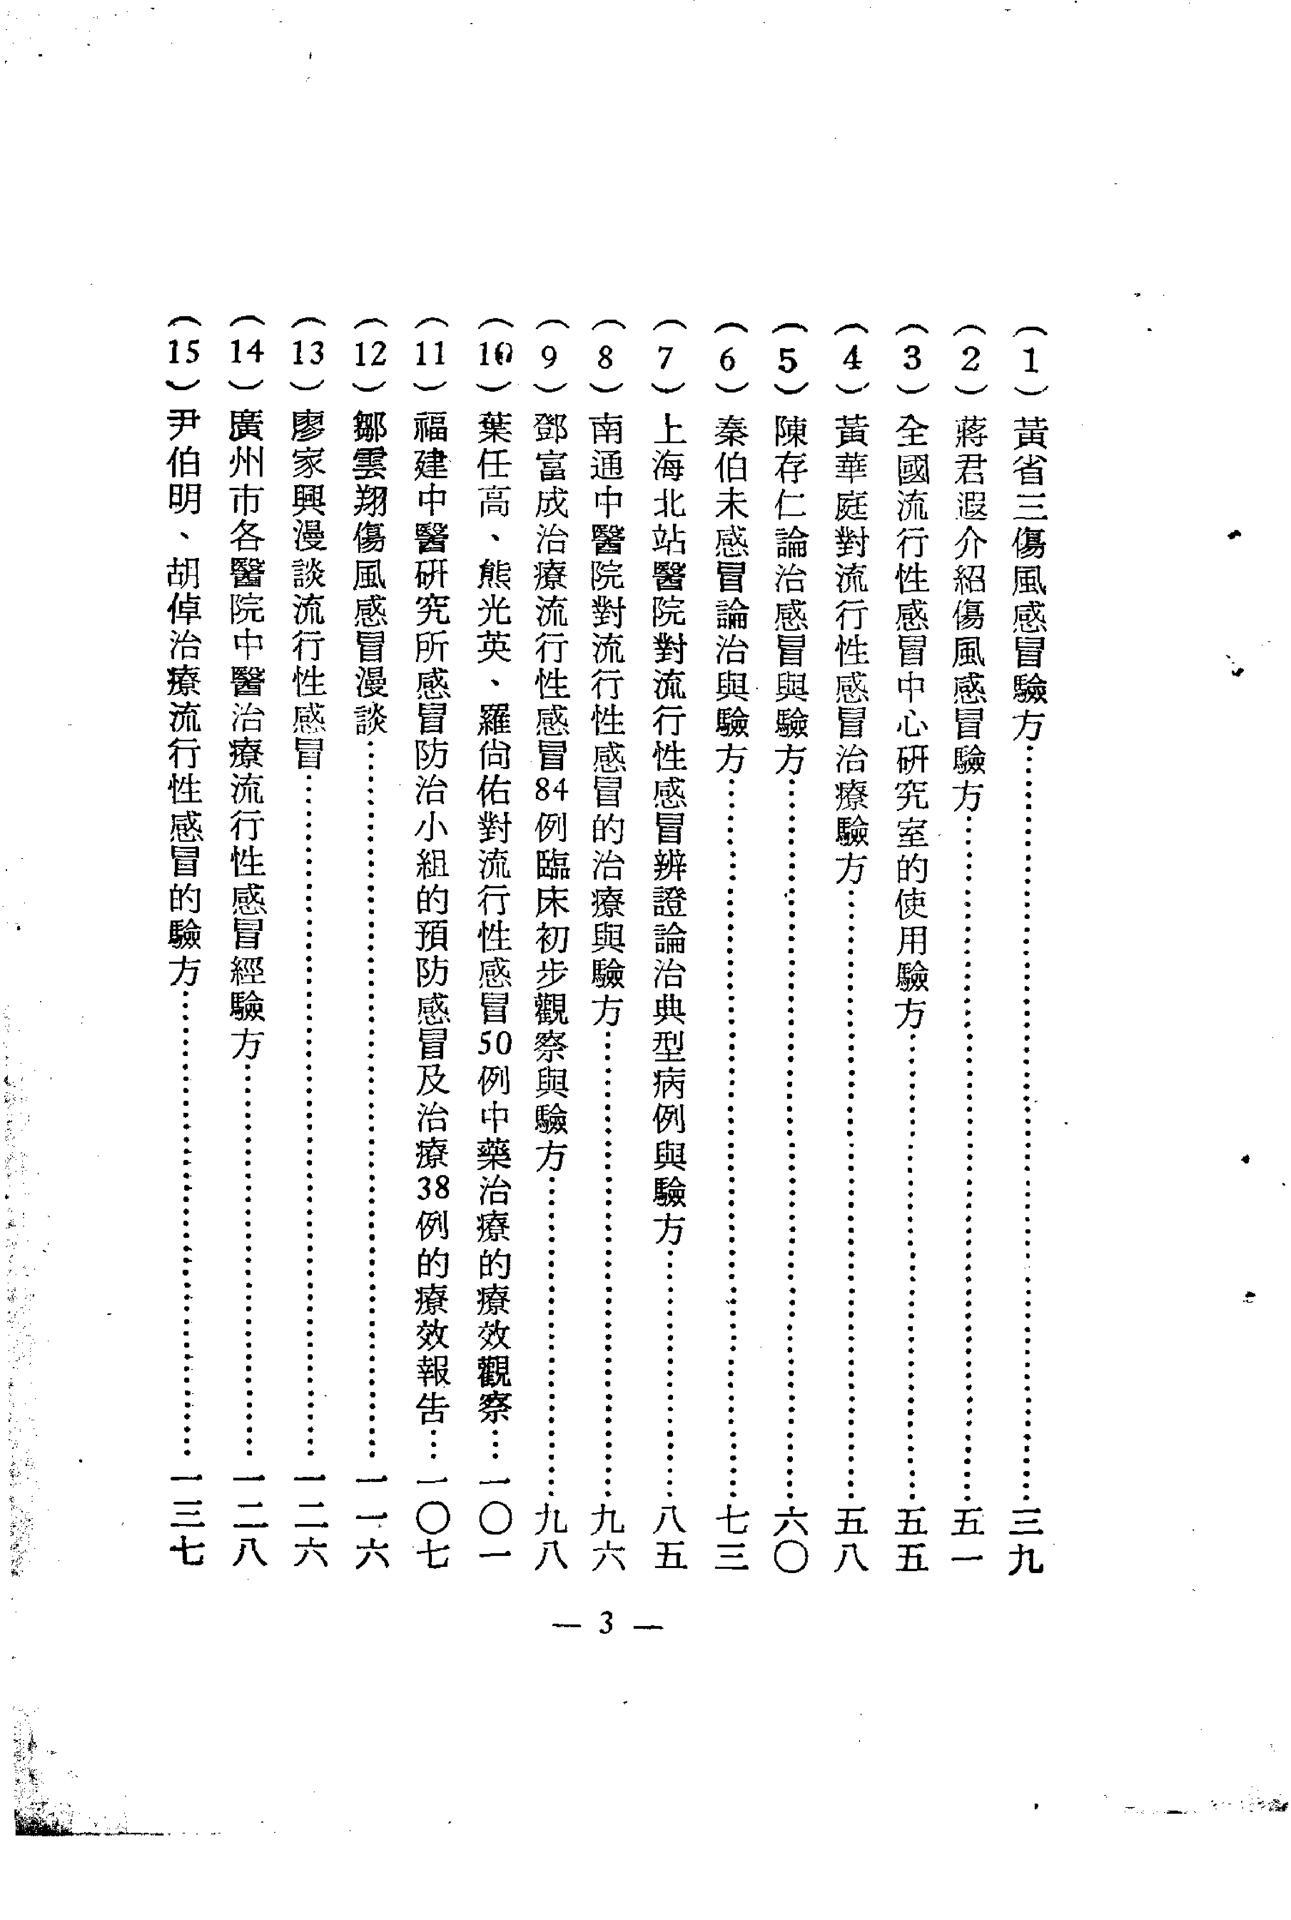 （1）黃省三傷風感冒驗方……三九
（2）蔣君遐介紹傷風感冒驗方……五一
（3）全國流行性感冒中心研究室的使用驗方……五五
（4）黃華庭對流行性感冒治療驗方……五八
（5）陳存仁論治感冒與驗方……六〇
（6）秦伯未感冒論治與驗方……七三
（7）上海北站醫院對流行性感冒辨證論治典型病例與驗方……八五
（8）南通中醫院對流行性感冒的治療與驗方……九六
（9）鄧富成治療流行性感冒84例臨床初步觀察與驗方……九八
（10）葉任高、熊光英、羅尙佑對流行性感冒50例中藥治療的療效觀察…一〇一
（11）福建中醫研究所感冒防治小組的預防感冒及治療38例的療效報告…一〇七
（12）鄒雲翔傷風感冒漫談……一一六
（13）廖家興漫談流行性感冒……一二六
（14）廣州市各醫院中醫治療流行性感冒經驗方……一二八
（15）尹伯明、胡倬治療流行性感冒的驗方……一三七
— 3 —